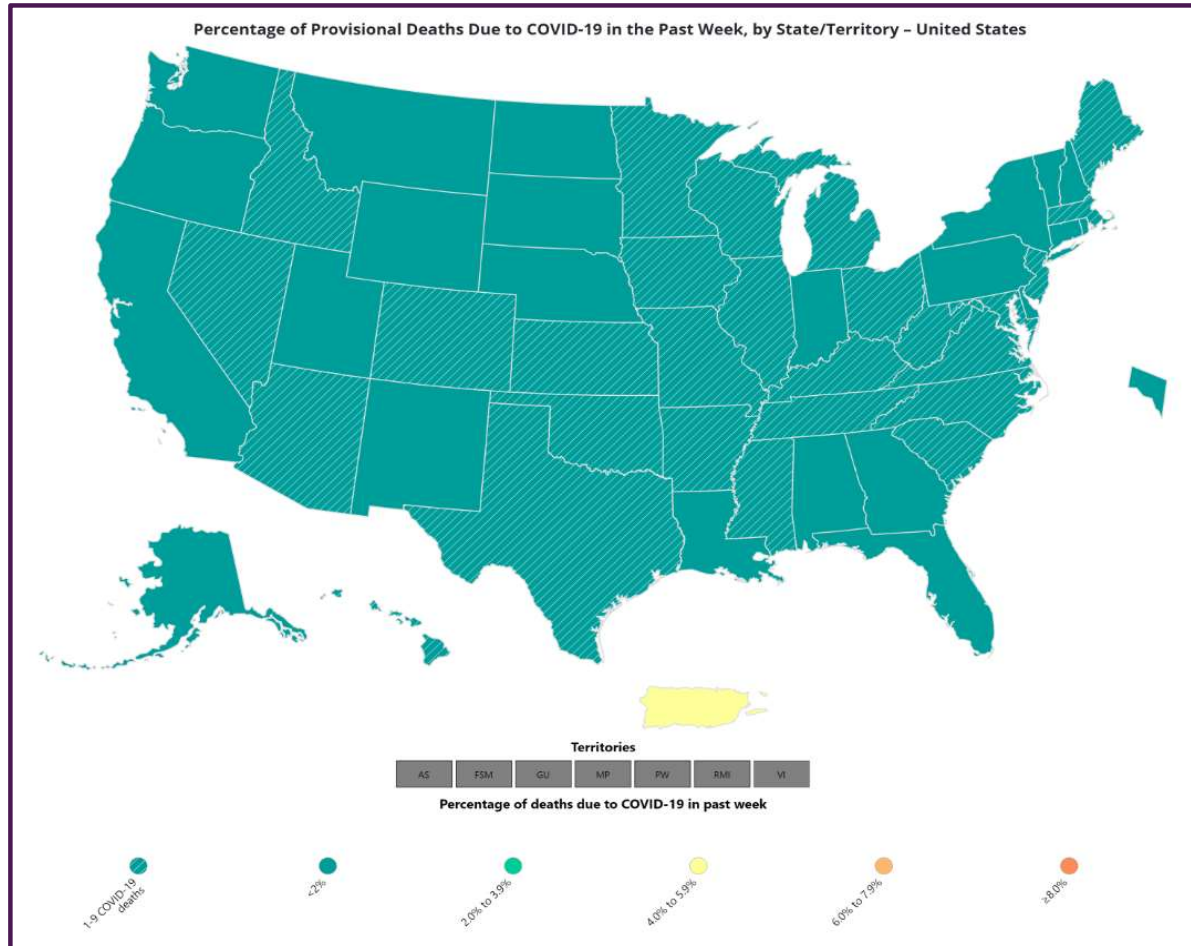 Percentage of Provisional Deaths Due to COVID-19 in the Past Week, by State/Territory – United States
Territories
AS FSM GU MP PW RMI VI
Percentage of deaths due to COVID-19 in past week
1-9 COVID-19
deaths
<2%
2.0% to 3.9%
4.0% to 5.9%
6.0% to 7.9%
≥8.0%